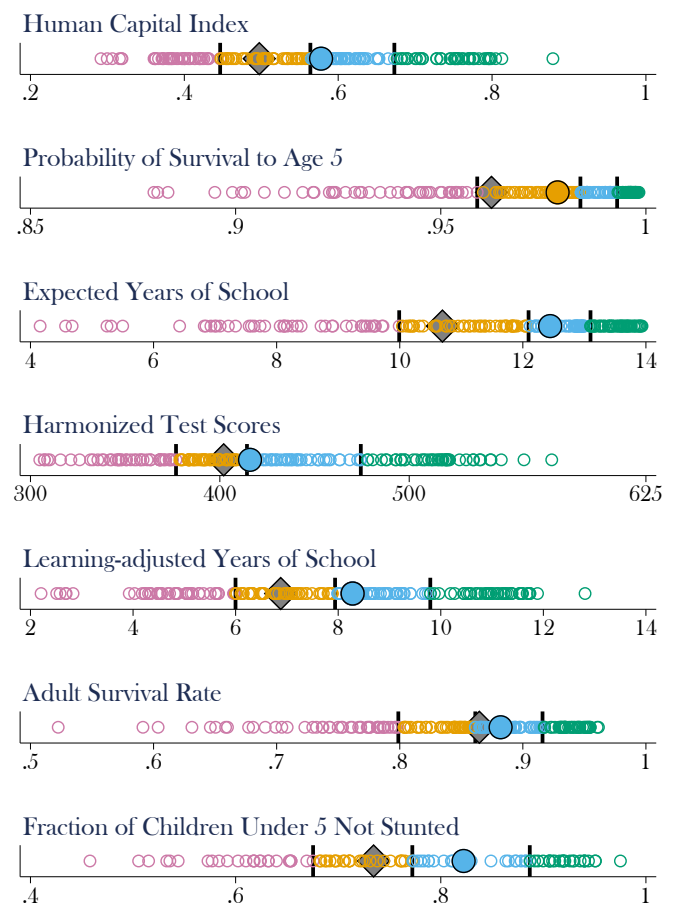 Human Capital Index
.2 .4 .6 .8 1
Probability of Survival to Age 5
.85 .9 .95 1
Expected Years of School
4 6 8 10 12 14
Harmonized Test Scores
300 400 500 625
Learning-adjusted Years of School
2 4 6 8 10 12 14
Adult Survival Rate
.5 .6 .7 .8 .9 1
Fraction of Children Under 5 Not Stunted
.4 .6 .8 1